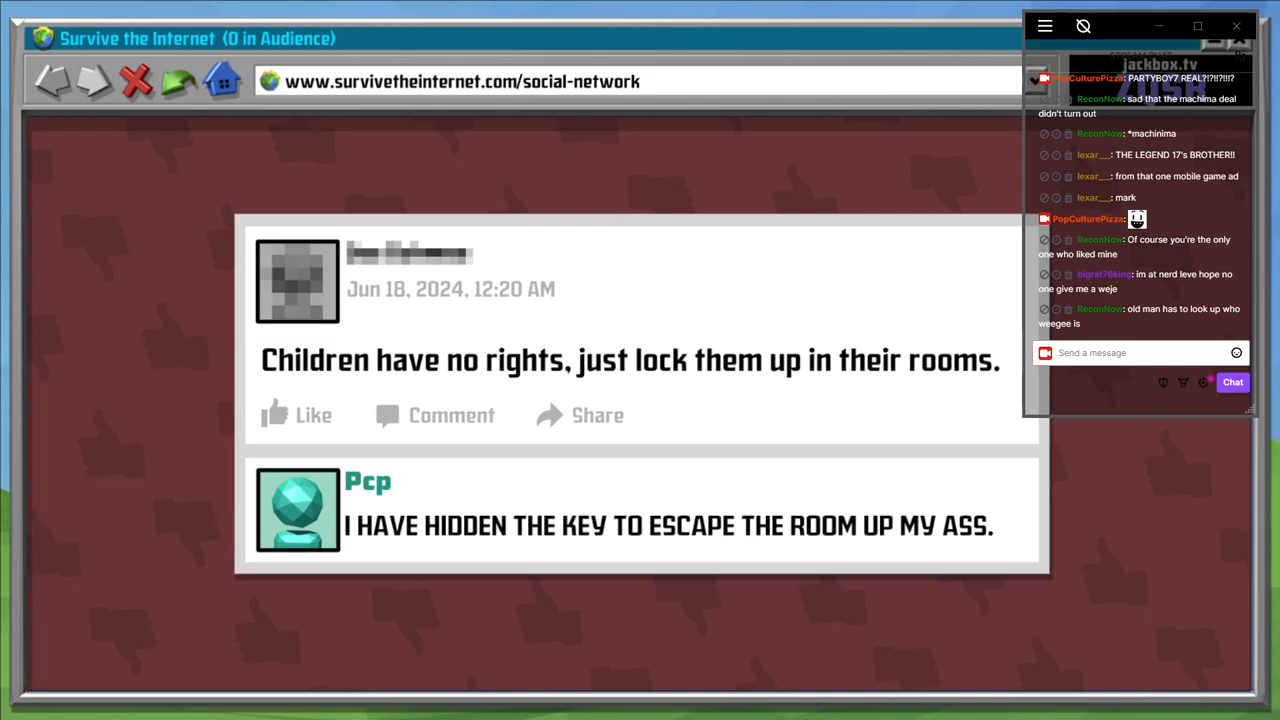 Survive the Internet (0 in Audience)
www.survivetheinternet.com/social-network
Jun 18, 2024, 12:20 AM
Children have no rights, just lock them up in their rooms.
Like Comment Share
Pcp
I HAVE HIDDEN THE KEY TO ESCAPE THE ROOM UP MY ASS.
STREAM CHAT
jackbox.tv
PopCulturePizza: PARTYBOY7 REAL?!?!!?!!!?
ReconNow: sad that the machima deal
didn't turn out
ReconNow: *machinima
lexar__: THE LEGEND 17's BROTHER!!
lexar__: from that one mobile game ad
lexar__: mark
PopCulturePizza:
ReconNow: Of course you're the only
one who liked mine
bigrat76king: im at nerd leve hope no
one give me a weje
ReconNow: old man has to look up who
weegee is
Send a message
Chat